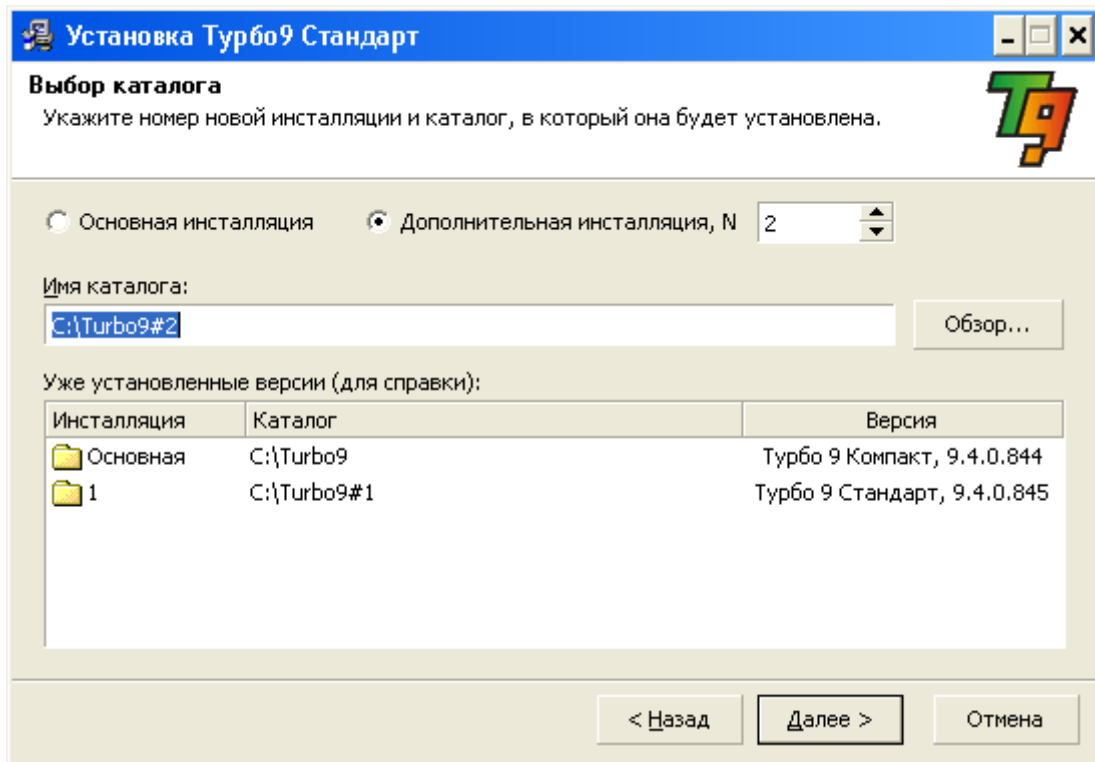 Установка Турбо9 Стандарт
Выбор каталога
Укажите номер новой инсталляции и каталог, в который она будет установлена.
T9
Основная инсталляция Дополнительная инсталляция, N 2
Имя каталога:
C:\Turbo9#2 Обзор...
Уже установленные версии (для справки):
Инсталляция Каталог Версия
Основная C:\Turbo9 Турбо 9 Компакт, 9.4.0.844
1 C:\Turbo9#1 Турбо 9 Стандарт, 9.4.0.845
< Назад Далее > Отмена